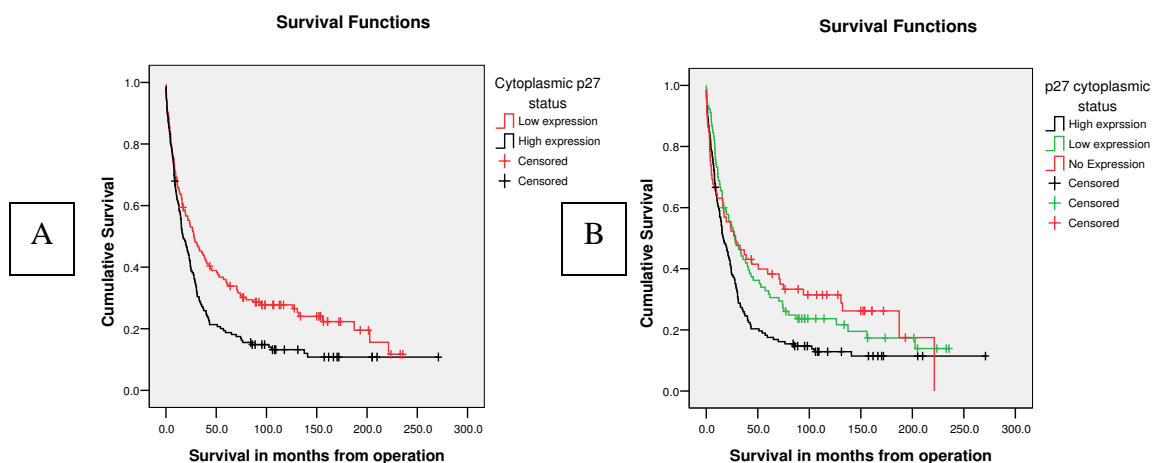 A
Survival Functions
Cumulative Survival
1.0
0.8
0.6
0.4
0.2
0.0
0.0 50.0 100.0 150.0 200.0 250.0 300.0
Survival in months from operation
Cytoplasmic p27
status
Low expression
High expression
Censored
Censored
B
Survival Functions
Cumulative Survival
1.0
0.8
0.6
0.4
0.2
0.0
0.0 50.0 100.0 150.0 200.0 250.0 300.0
Survival in months from operation
p27 cytoplasmic
status
High exprssion
Low expression
No Expression
Censored
Censored
Censored